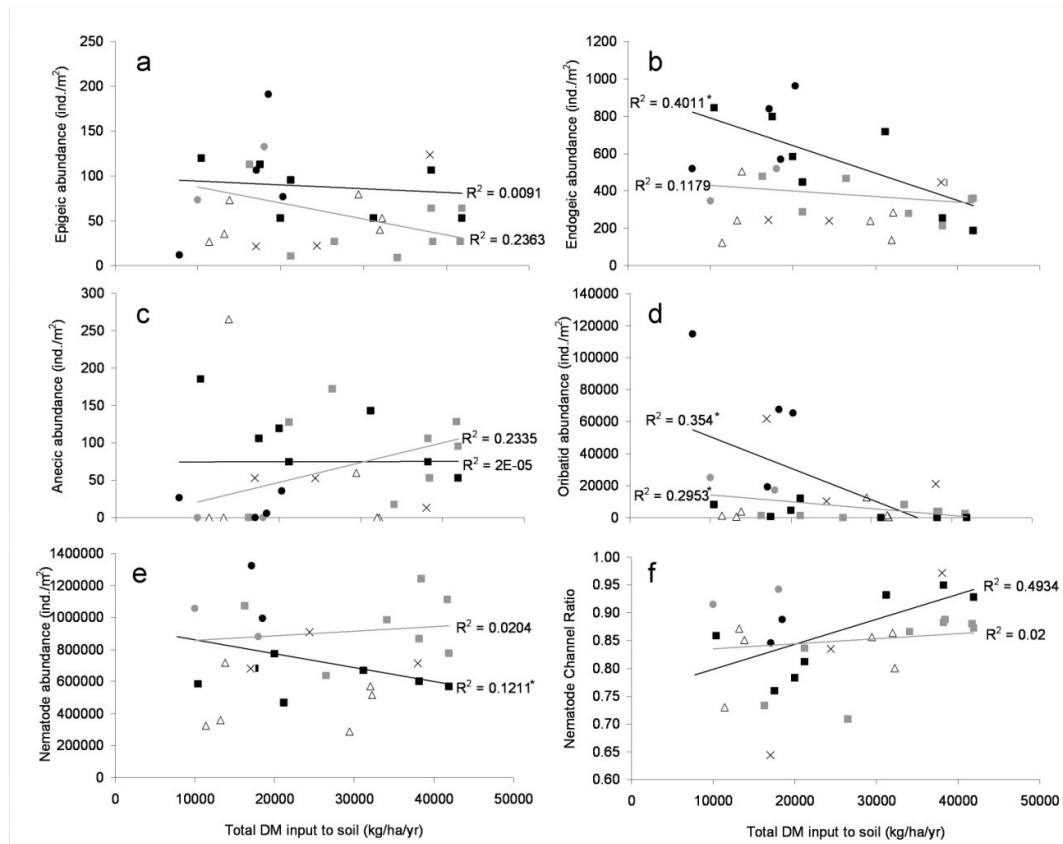 a
Epigeic abundance (ind./m²)
250
200
150
100
50
0
R² = 0.0091
R² = 0.2363
b
Endogeic abundance (ind./m²)
1200
1000
800
600
400
200
0
R² = 0.4011*
R² = 0.1179
c
Anecic abundance (ind./m²)
300
250
200
150
100
50
0
R² = 0.2335
R² = 2E-05
d
Oribatid abundance (ind./m²)
140000
120000
100000
80000
60000
40000
20000
0
R² = 0.354*
R² = 0.2953*
e
Nematode abundance (ind./m²)
1400000
1200000
1000000
800000
600000
400000
200000
0
R² = 0.0204
R² = 0.1211*
0 10000 20000 30000 40000 50000
Total DM input to soil (kg/ha/yr)
f
Nematode Channel Ratio
1.00
0.95
0.90
0.85
0.80
0.75
0.70
0.65
0.60
R² = 0.4934
R² = 0.02
0 10000 20000 30000 40000 50000
Total DM input to soil (kg/ha/yr)